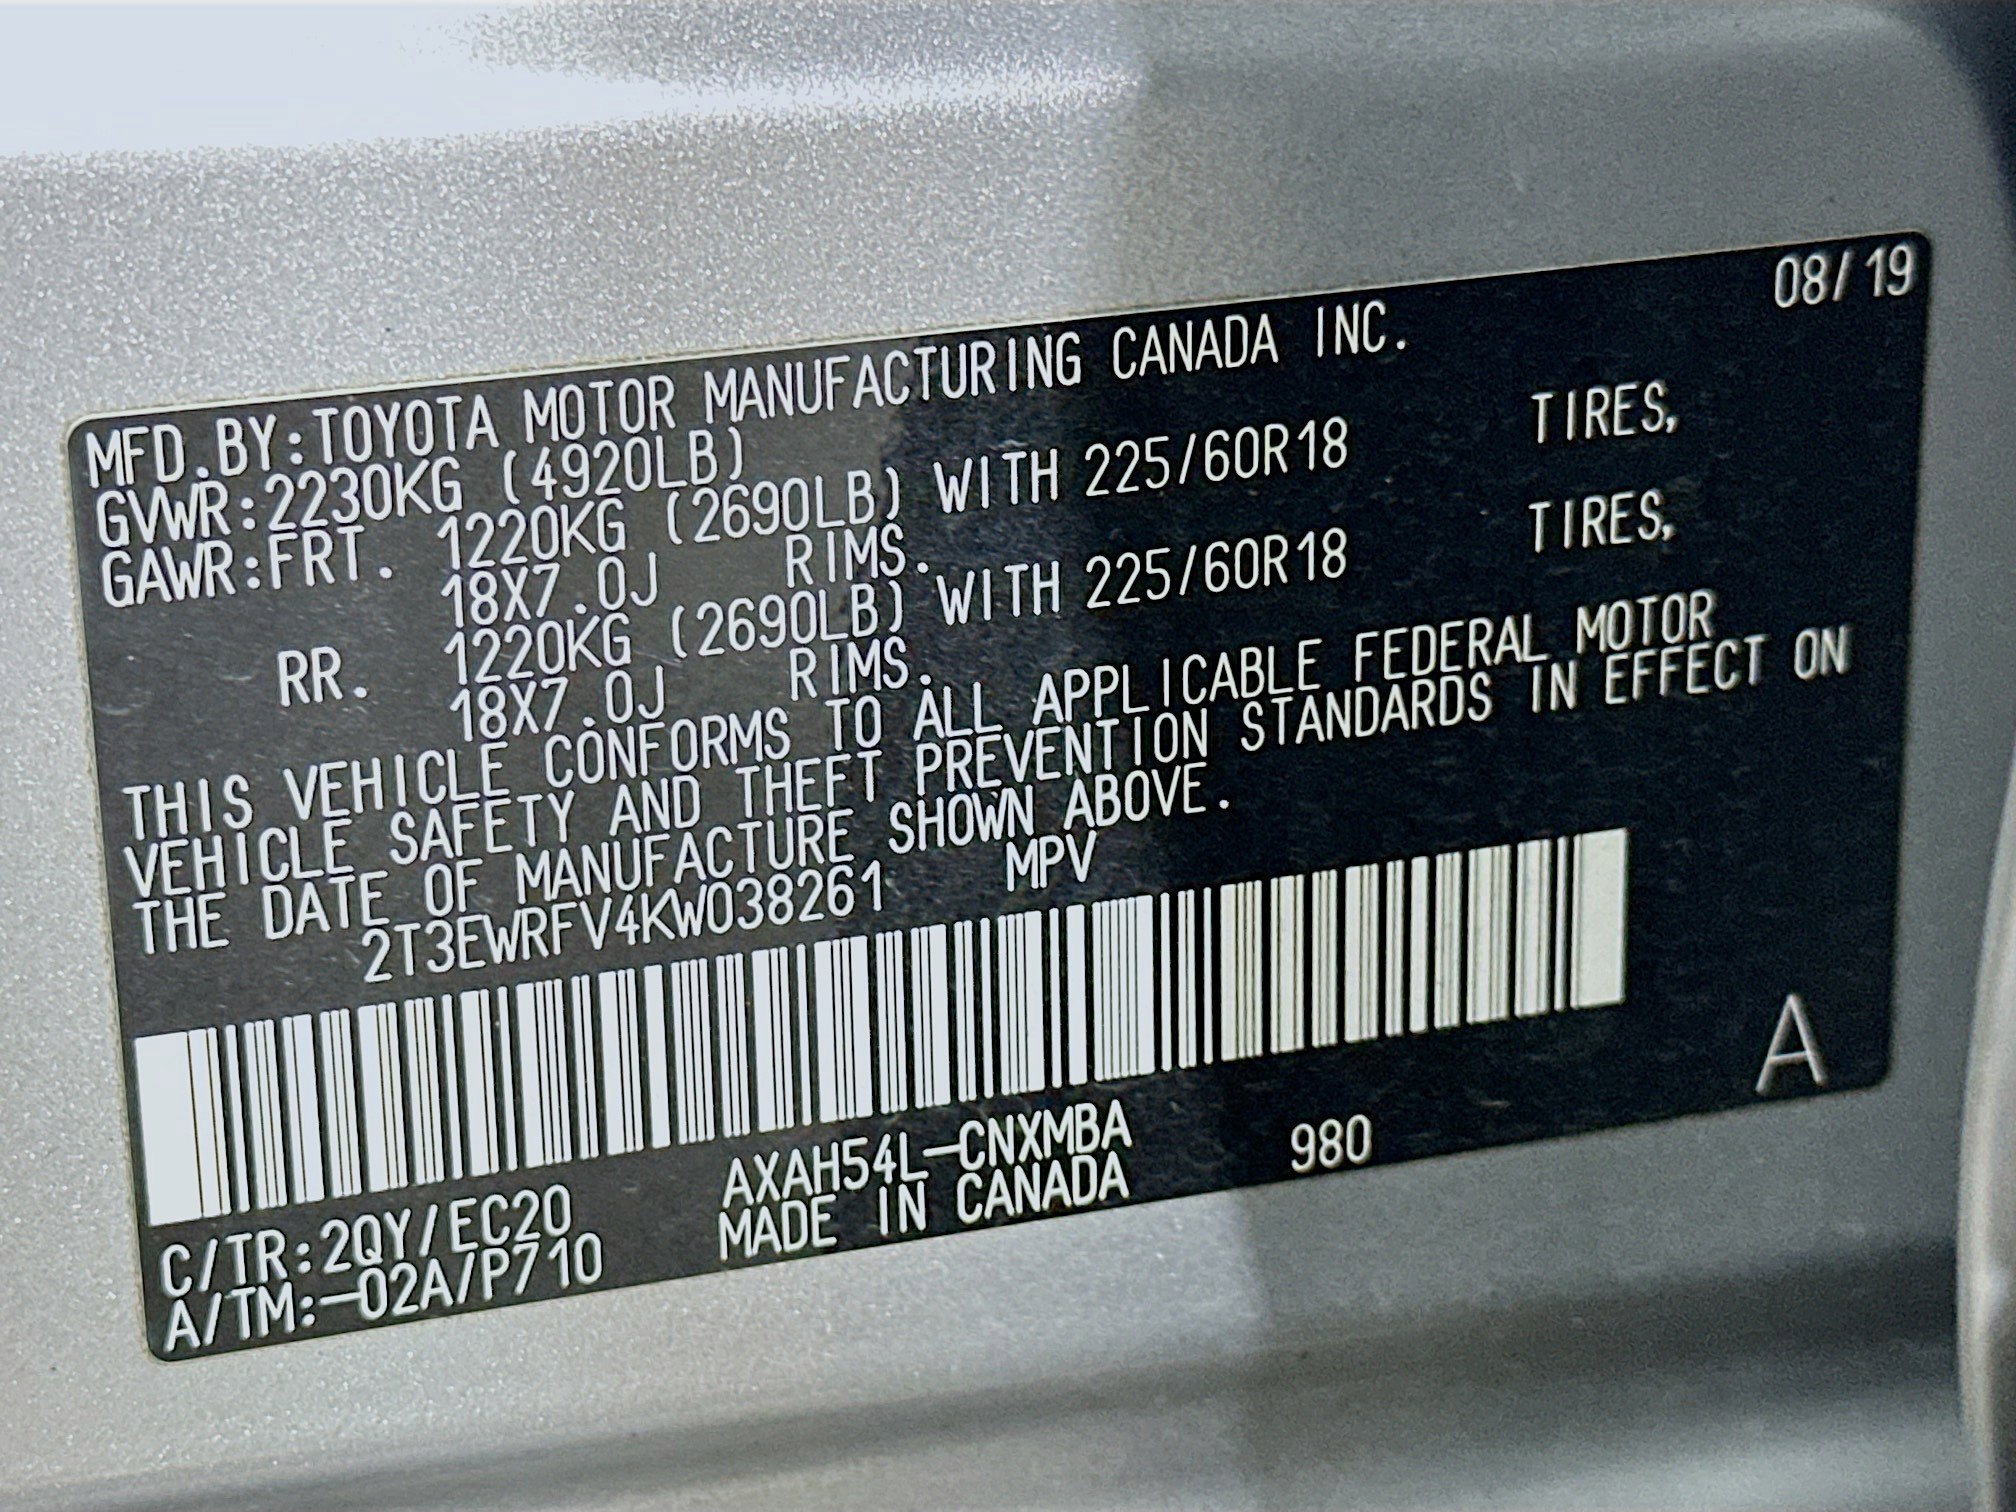 08/19
MFD.BY:TOYOTA MOTOR MANUFACTURING CANADA INC.
GVWR:2230KG (4920LB)
GAWR:FRT. 1220KG (2690LB) WITH 225/60R18 TIRES,
18X7.0J RIMS.
RR. 1220KG (2690LB) WITH 225/60R18 TIRES,
18X7.0J RIMS.
THIS VEHICLE CONFORMS TO ALL APPLICABLE FEDERAL MOTOR
VEHICLE SAFETY AND THEFT PREVENTION STANDARDS IN EFFECT ON
THE DATE OF MANUFACTURE SHOWN ABOVE.
2T3EWRFV4KW038261 MPV
A
AXAH54L-CNXMBA 980
C/TR:2QY/EC20 MADE IN CANADA
A/TM:-02A/P710